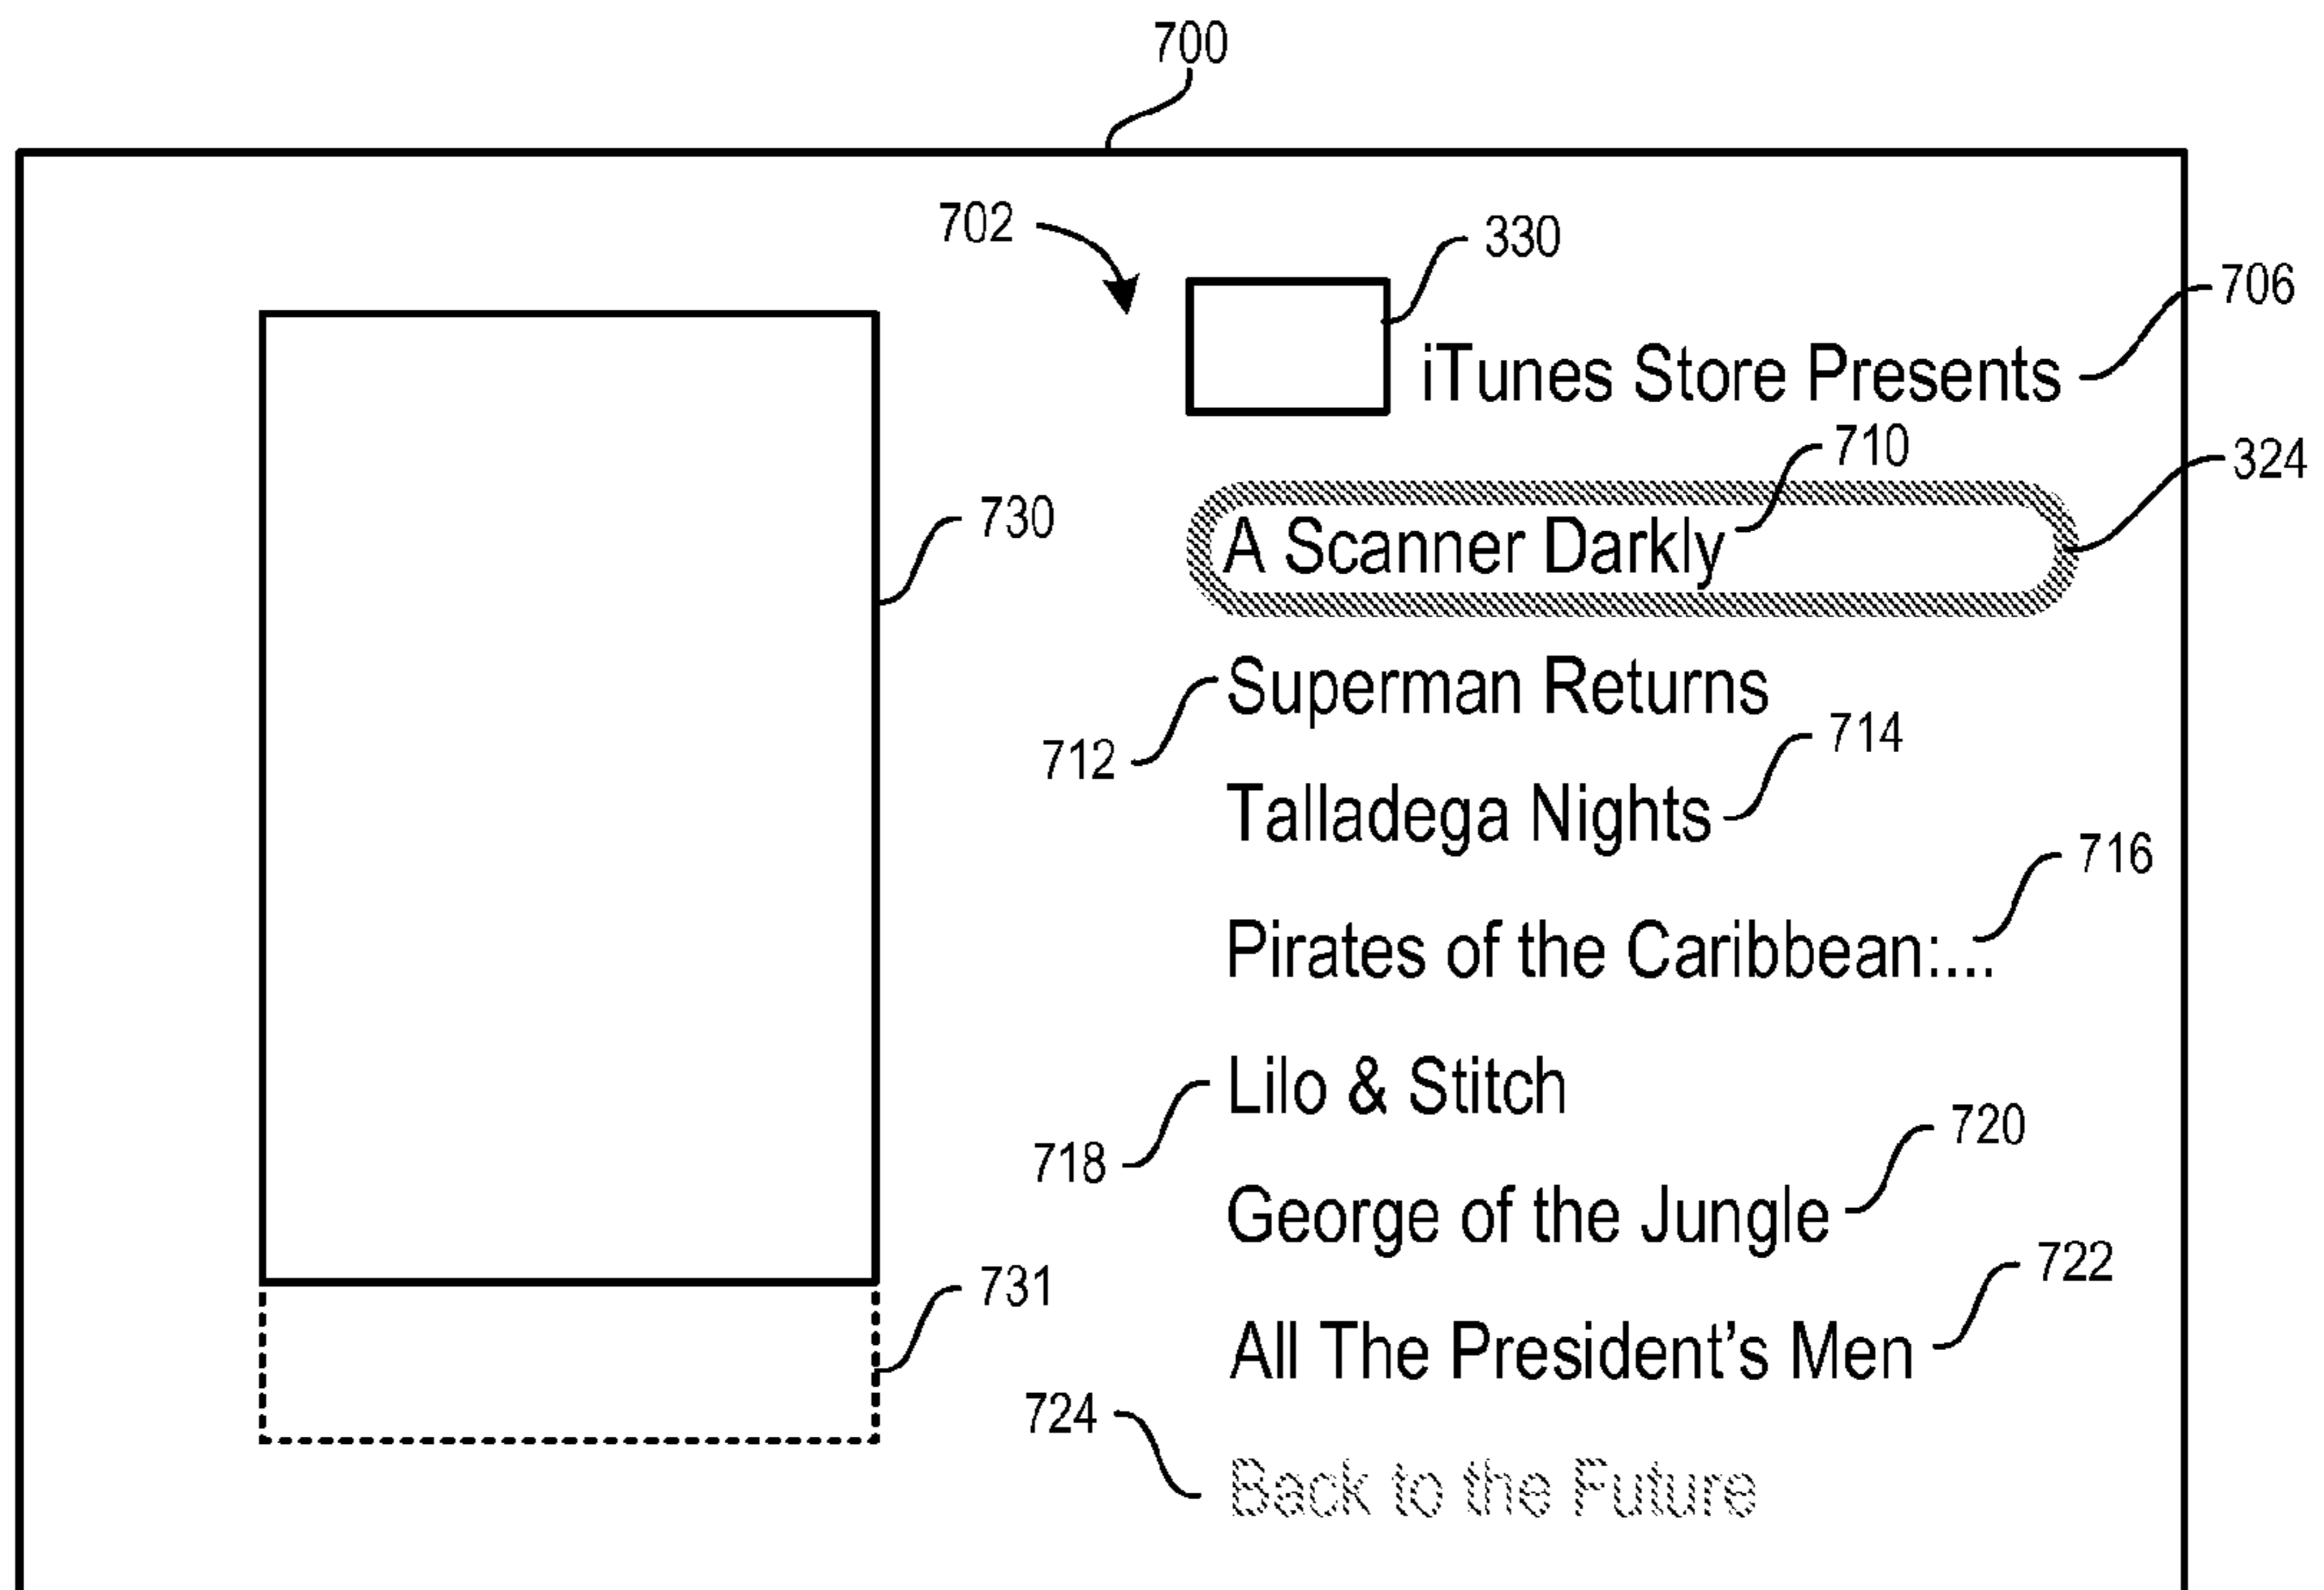 700
702
330
706
iTunes Store Presents
710
324
730
A Scanner Darkly
Superman Returns
712
714
Talladega Nights
716
Pirates of the Caribbean:...
Lilo & Stitch
718
720
George of the Jungle
722
731
All The President’s Men
724
Back to the Future